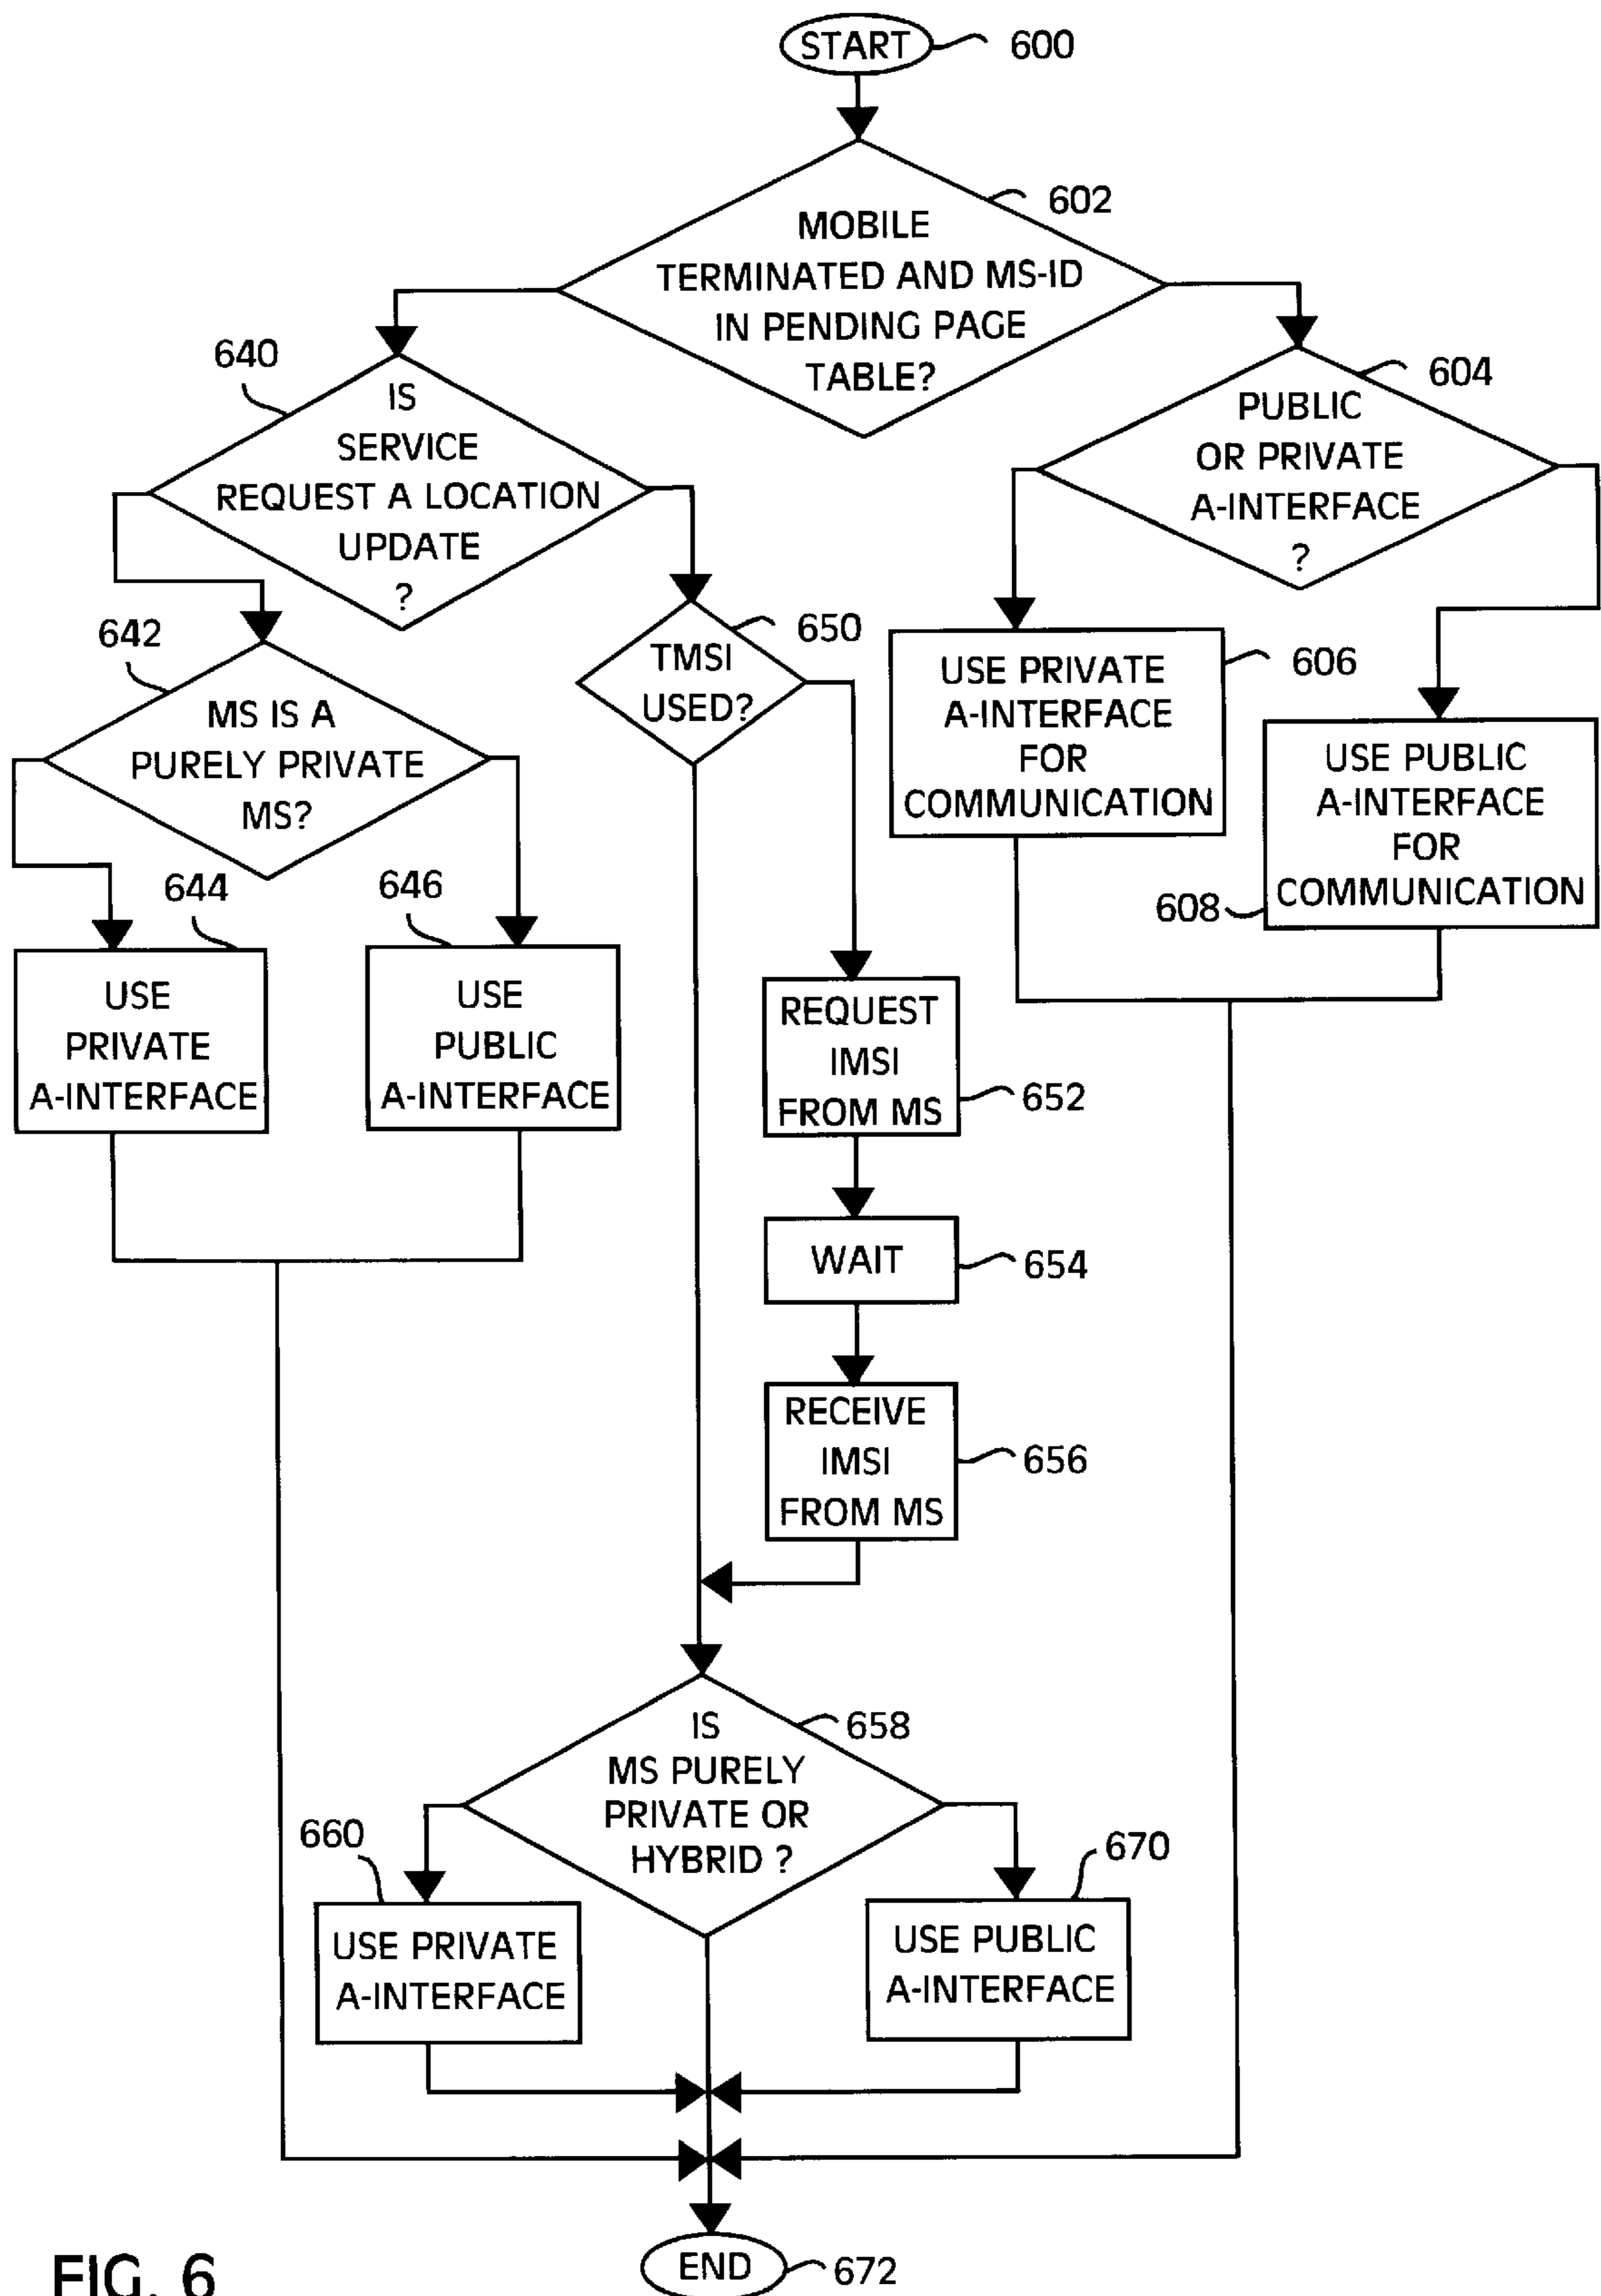 START
600
602
MOBILE
TERMINATED AND MS-ID
IN PENDING PAGE
TABLE?
640
IS
SERVICE
REQUEST A LOCATION
UPDATE
?
604
PUBLIC
OR PRIVATE
A-INTERFACE
?
642
MS IS A
PURELY PRIVATE
MS?
650
TMSI
USED?
606
USE PRIVATE
A-INTERFACE
FOR
COMMUNICATION
608
USE PUBLIC
A-INTERFACE
FOR
COMMUNICATION
644
USE
PRIVATE
A-INTERFACE
646
USE
PUBLIC
A-INTERFACE
REQUEST
IMSI
FROM MS
652
WAIT
654
RECEIVE
IMSI
FROM MS
656
IS
MS PURELY
PRIVATE OR
HYBRID ?
658
660
USE PRIVATE
A-INTERFACE
670
USE PUBLIC
A-INTERFACE
END
672
FIG. 6